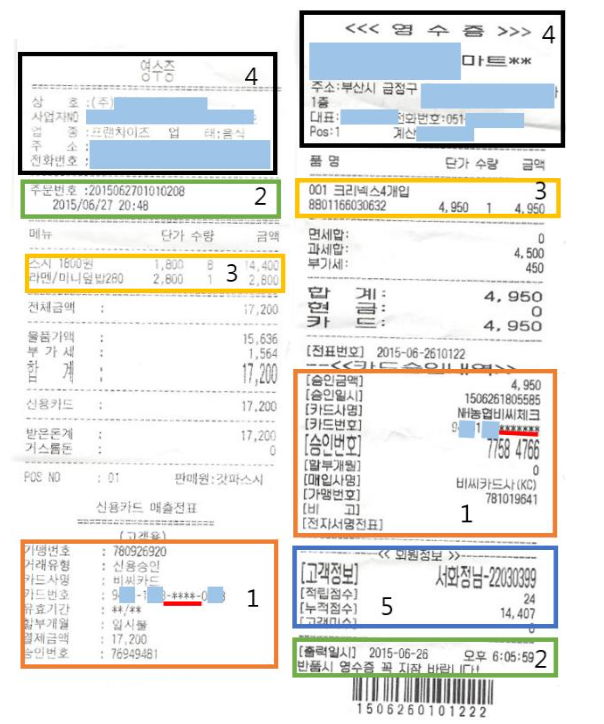 영수증
4
상 호 :(주)
사업자NO :
업 종 :프랜차이즈 업 태:음식
주 소 :
전화번호 :
주문번호 :2015062701010208
2015/06/27 20:48
2
메뉴 단가 수량 금액
스시 1800원 1,800 8 14,400
라멘/미니덮밥280 2,800 1 2,800
3
전체금액 : 17,200
물품가액 : 15,636
부 가 세 : 1,564
합 계 : 17,200
신용카드 : 17,200
받은돈계 : 17,200
거스름돈 : 0
POS NO : 01 판매원:갓파스시
신용카드 매출전표
(고객용)
가맹번호 : 780926920
거래유형 : 신용승인
카드사명 : 비씨카드
카드번호 : 9 -1 -****-0
유효기간 : **/**
할부개월 : 일시불
결제금액 : 17,200
승인번호 : 76949481
1
<<< 영 수 증 >>>
4
마트**
주소:부산시 금정구
1층
대표: 전화번호:051-
Pos:1 계산
품 명 단가 수량 금액
3
001 크리넥스4개입
8801166030632 4,950 1 4,950
면세합: 0
과세합: 4,500
부가세: 450
합 계: 4,950
현 금: 0
카 드: 4,950
[전표번호] 2015-06-2610122
--<<카드승인내역>>
[승인금액] 4,950
[승인일시] 1506261805585
[카드사명] NH농협비씨체크
[카드번호] 9 1 *******
[승인번호] 7758 4766
[할부개월] 0
[매입사명] 비씨카드사(KC)
[가맹번호] 781019641
[비 고]
[전자서명전표]
1
<< 회원정보 >>
[고객정보] 서화정님-22030399
[적립점수] 24
[누적점수] 14,407
[고객미수] 0
5
[출력일시] 2015-06-26 오후 6:05:59
반품시 영수증 꼭 지참 바랍니다!
2
1506260101222